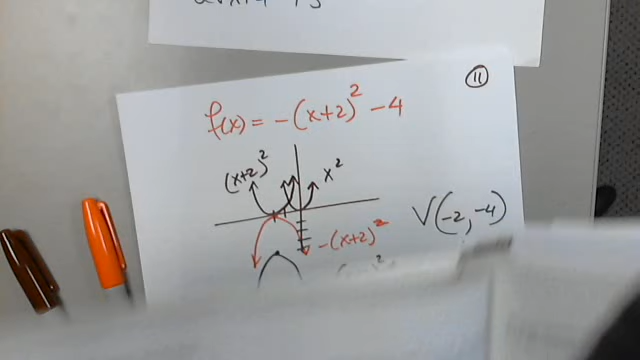 11
f(x) = -(x+2)² - 4
(x+2)² x²
V(-2, -4)
-(x+2)²